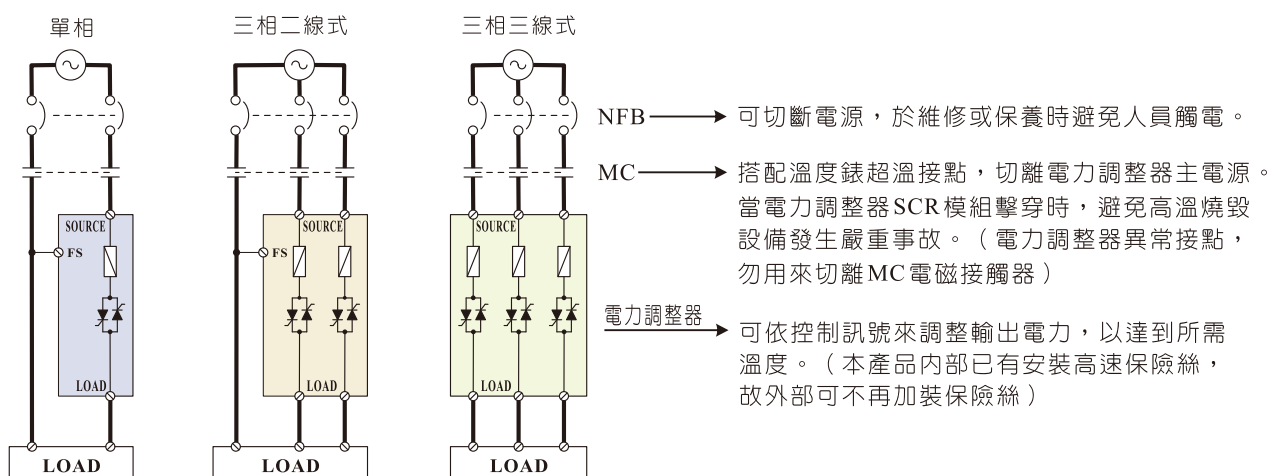 單相
三相二線式
三相三線式
NFB
可切斷電源，於維修或保養時避免人員觸電。
MC
搭配溫度錶超溫接點，切離電力調整器主電源。
當電力調整器SCR模組擊穿時，避免高溫燒毀
設備發生嚴重事故。（電力調整器異常接點，
勿用來切離MC電磁接觸器）
SOURCE
FS
LOAD
LOAD
SOURCE
FS
LOAD
LOAD
SOURCE
LOAD
LOAD
電力調整器
可依控制訊號來調整輸出電力，以達到所需
溫度。（本產品內部已有安裝高速保險絲，
故外部可不再加裝保險絲）